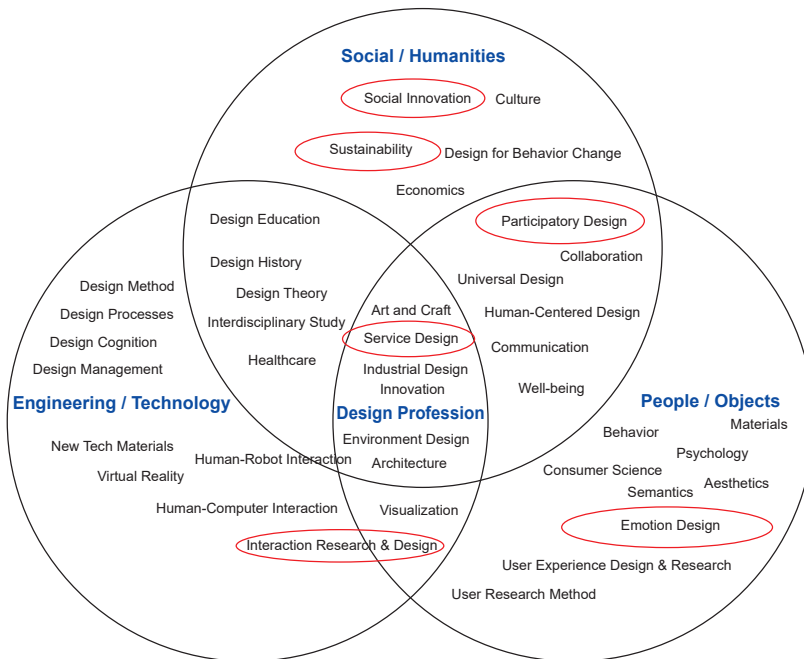 Social / Humanities
Social Innovation
Culture
Sustainability
Design for Behavior Change
Economics
Design Education
Participatory Design
Design History
Collaboration
Design Theory
Universal Design
Design Method
Design Processes
Interdisciplinary Study
Art and Craft
Human-Centered Design
Design Cognition
Service Design
Communication
Design Management
Healthcare
Industrial Design
Innovation
Well-being
Engineering / Technology
Design Profession
People / Objects
New Tech Materials
Environment Design
Behavior
Materials
Virtual Reality
Human-Robot Interaction
Architecture
Consumer Science
Psychology
Semantics
Aesthetics
Human-Computer Interaction
Visualization
Emotion Design
Interaction Research & Design
User Experience Design & Research
User Research Method